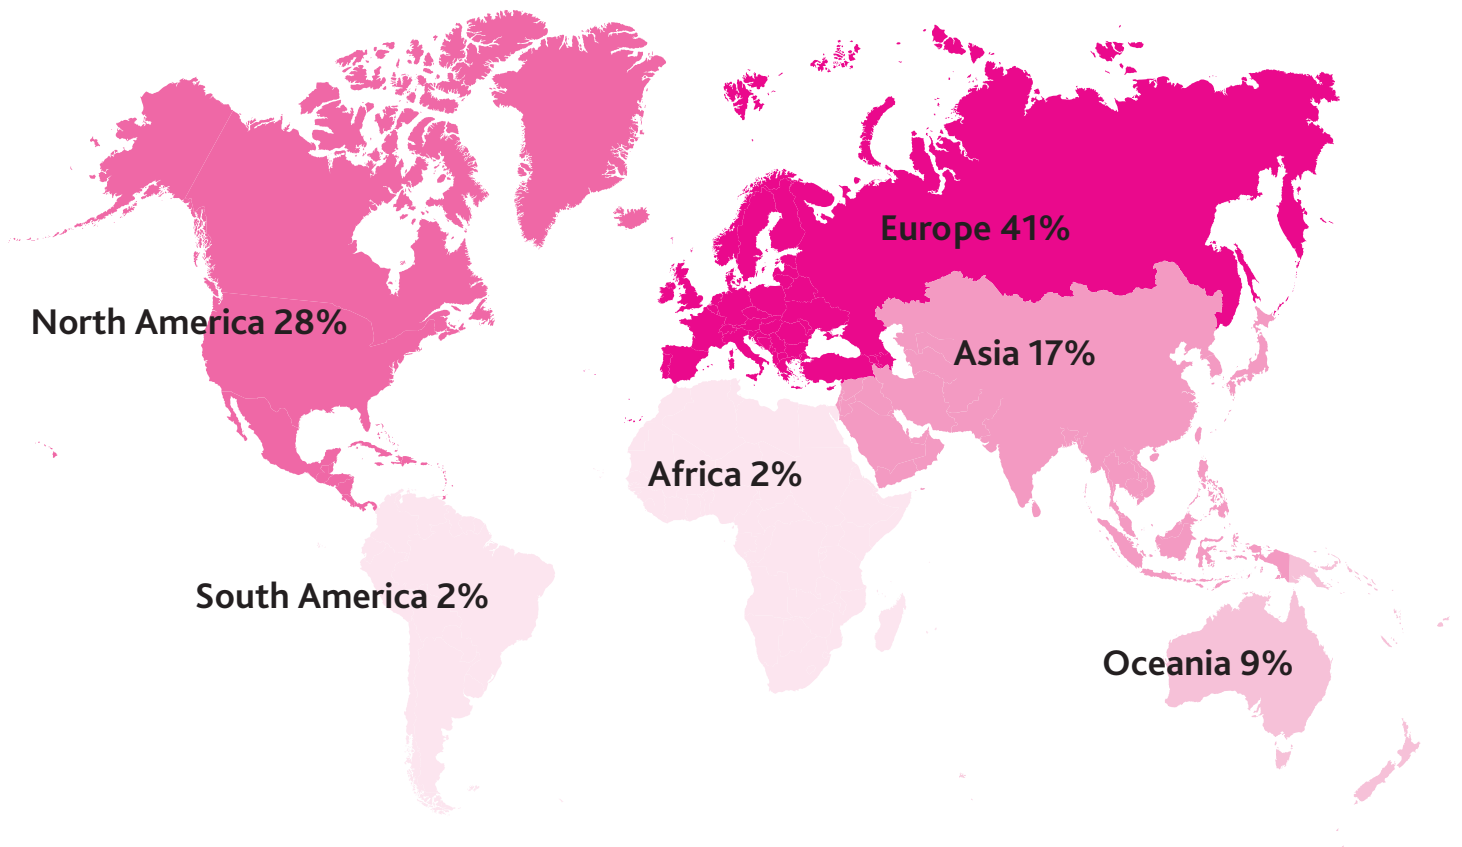 Europe 41%
North America 28%
Asia 17%
Africa 2%
South America 2%
Oceania 9%